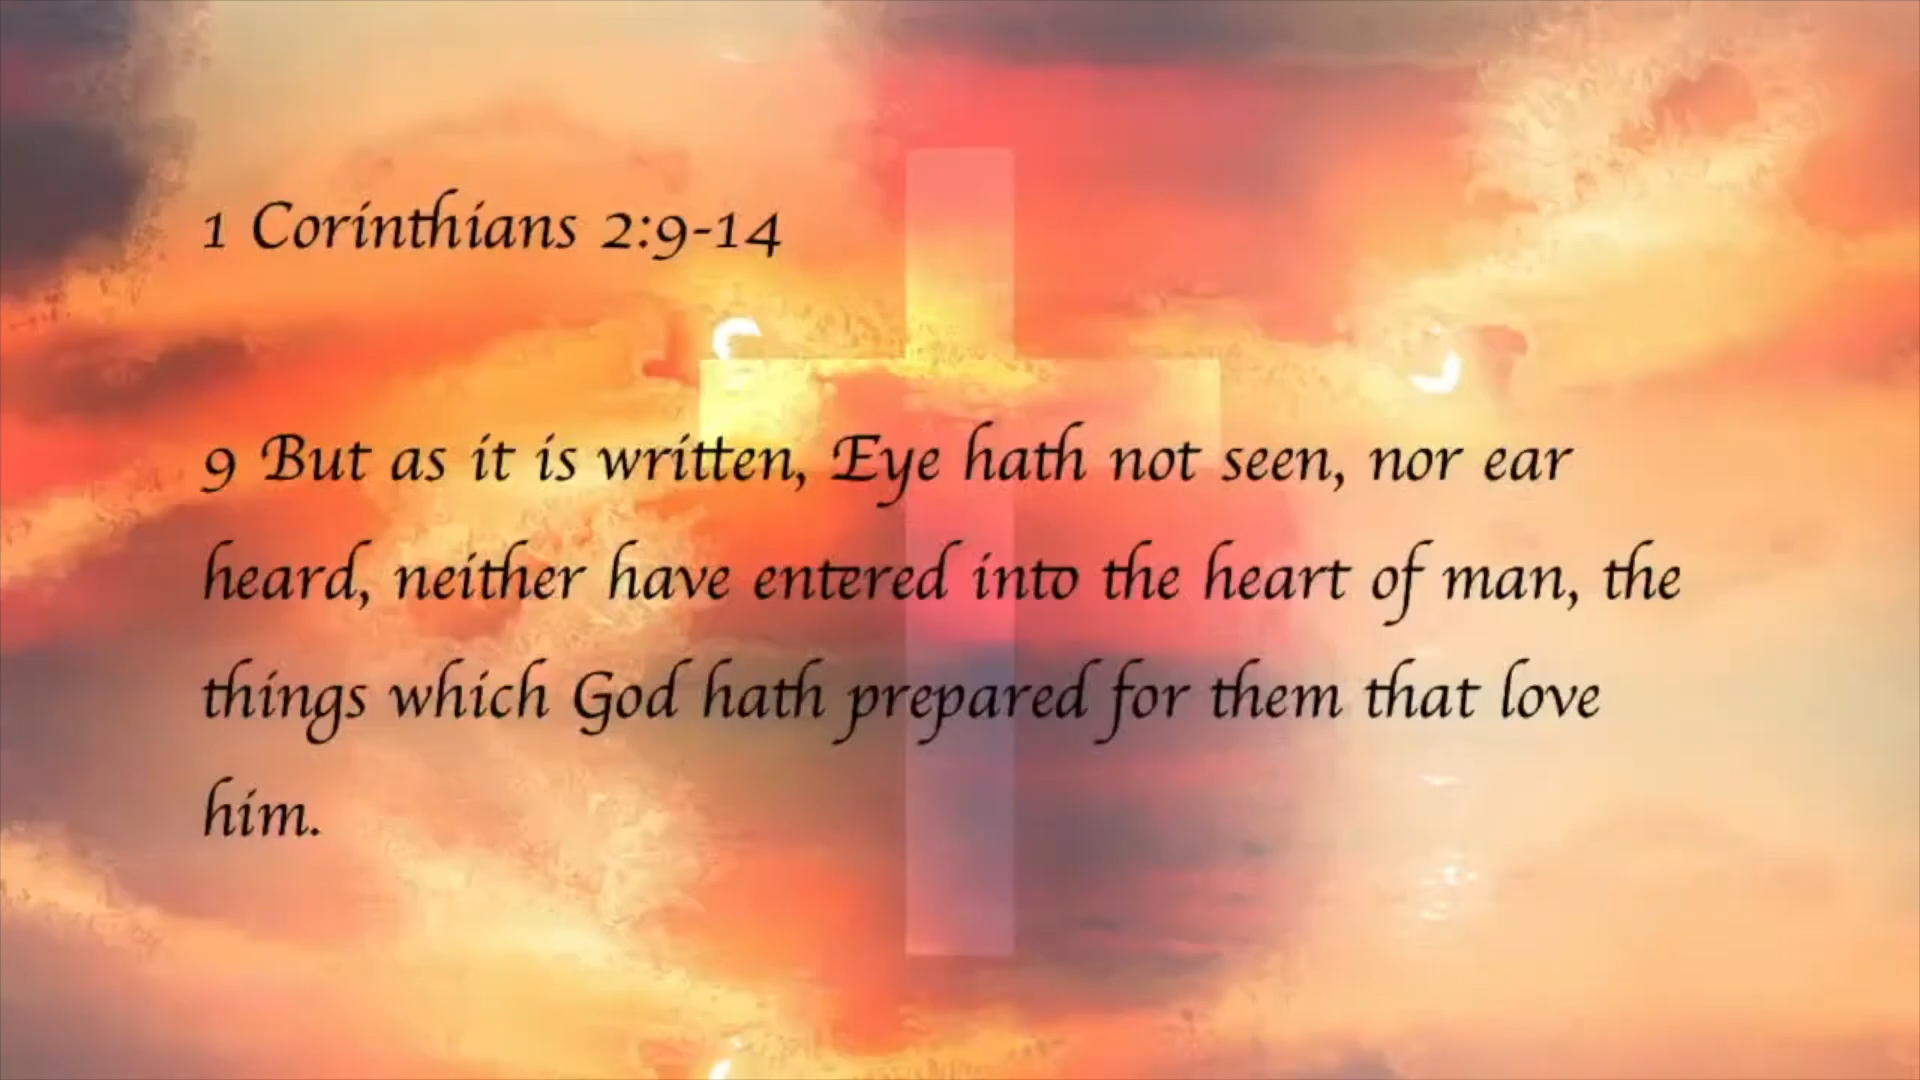 1 Corinthians 2:9-14
9 But as it is written, Eye hath not seen, nor ear
heard, neither have entered into the heart of man, the
things which God hath prepared for them that love
him.